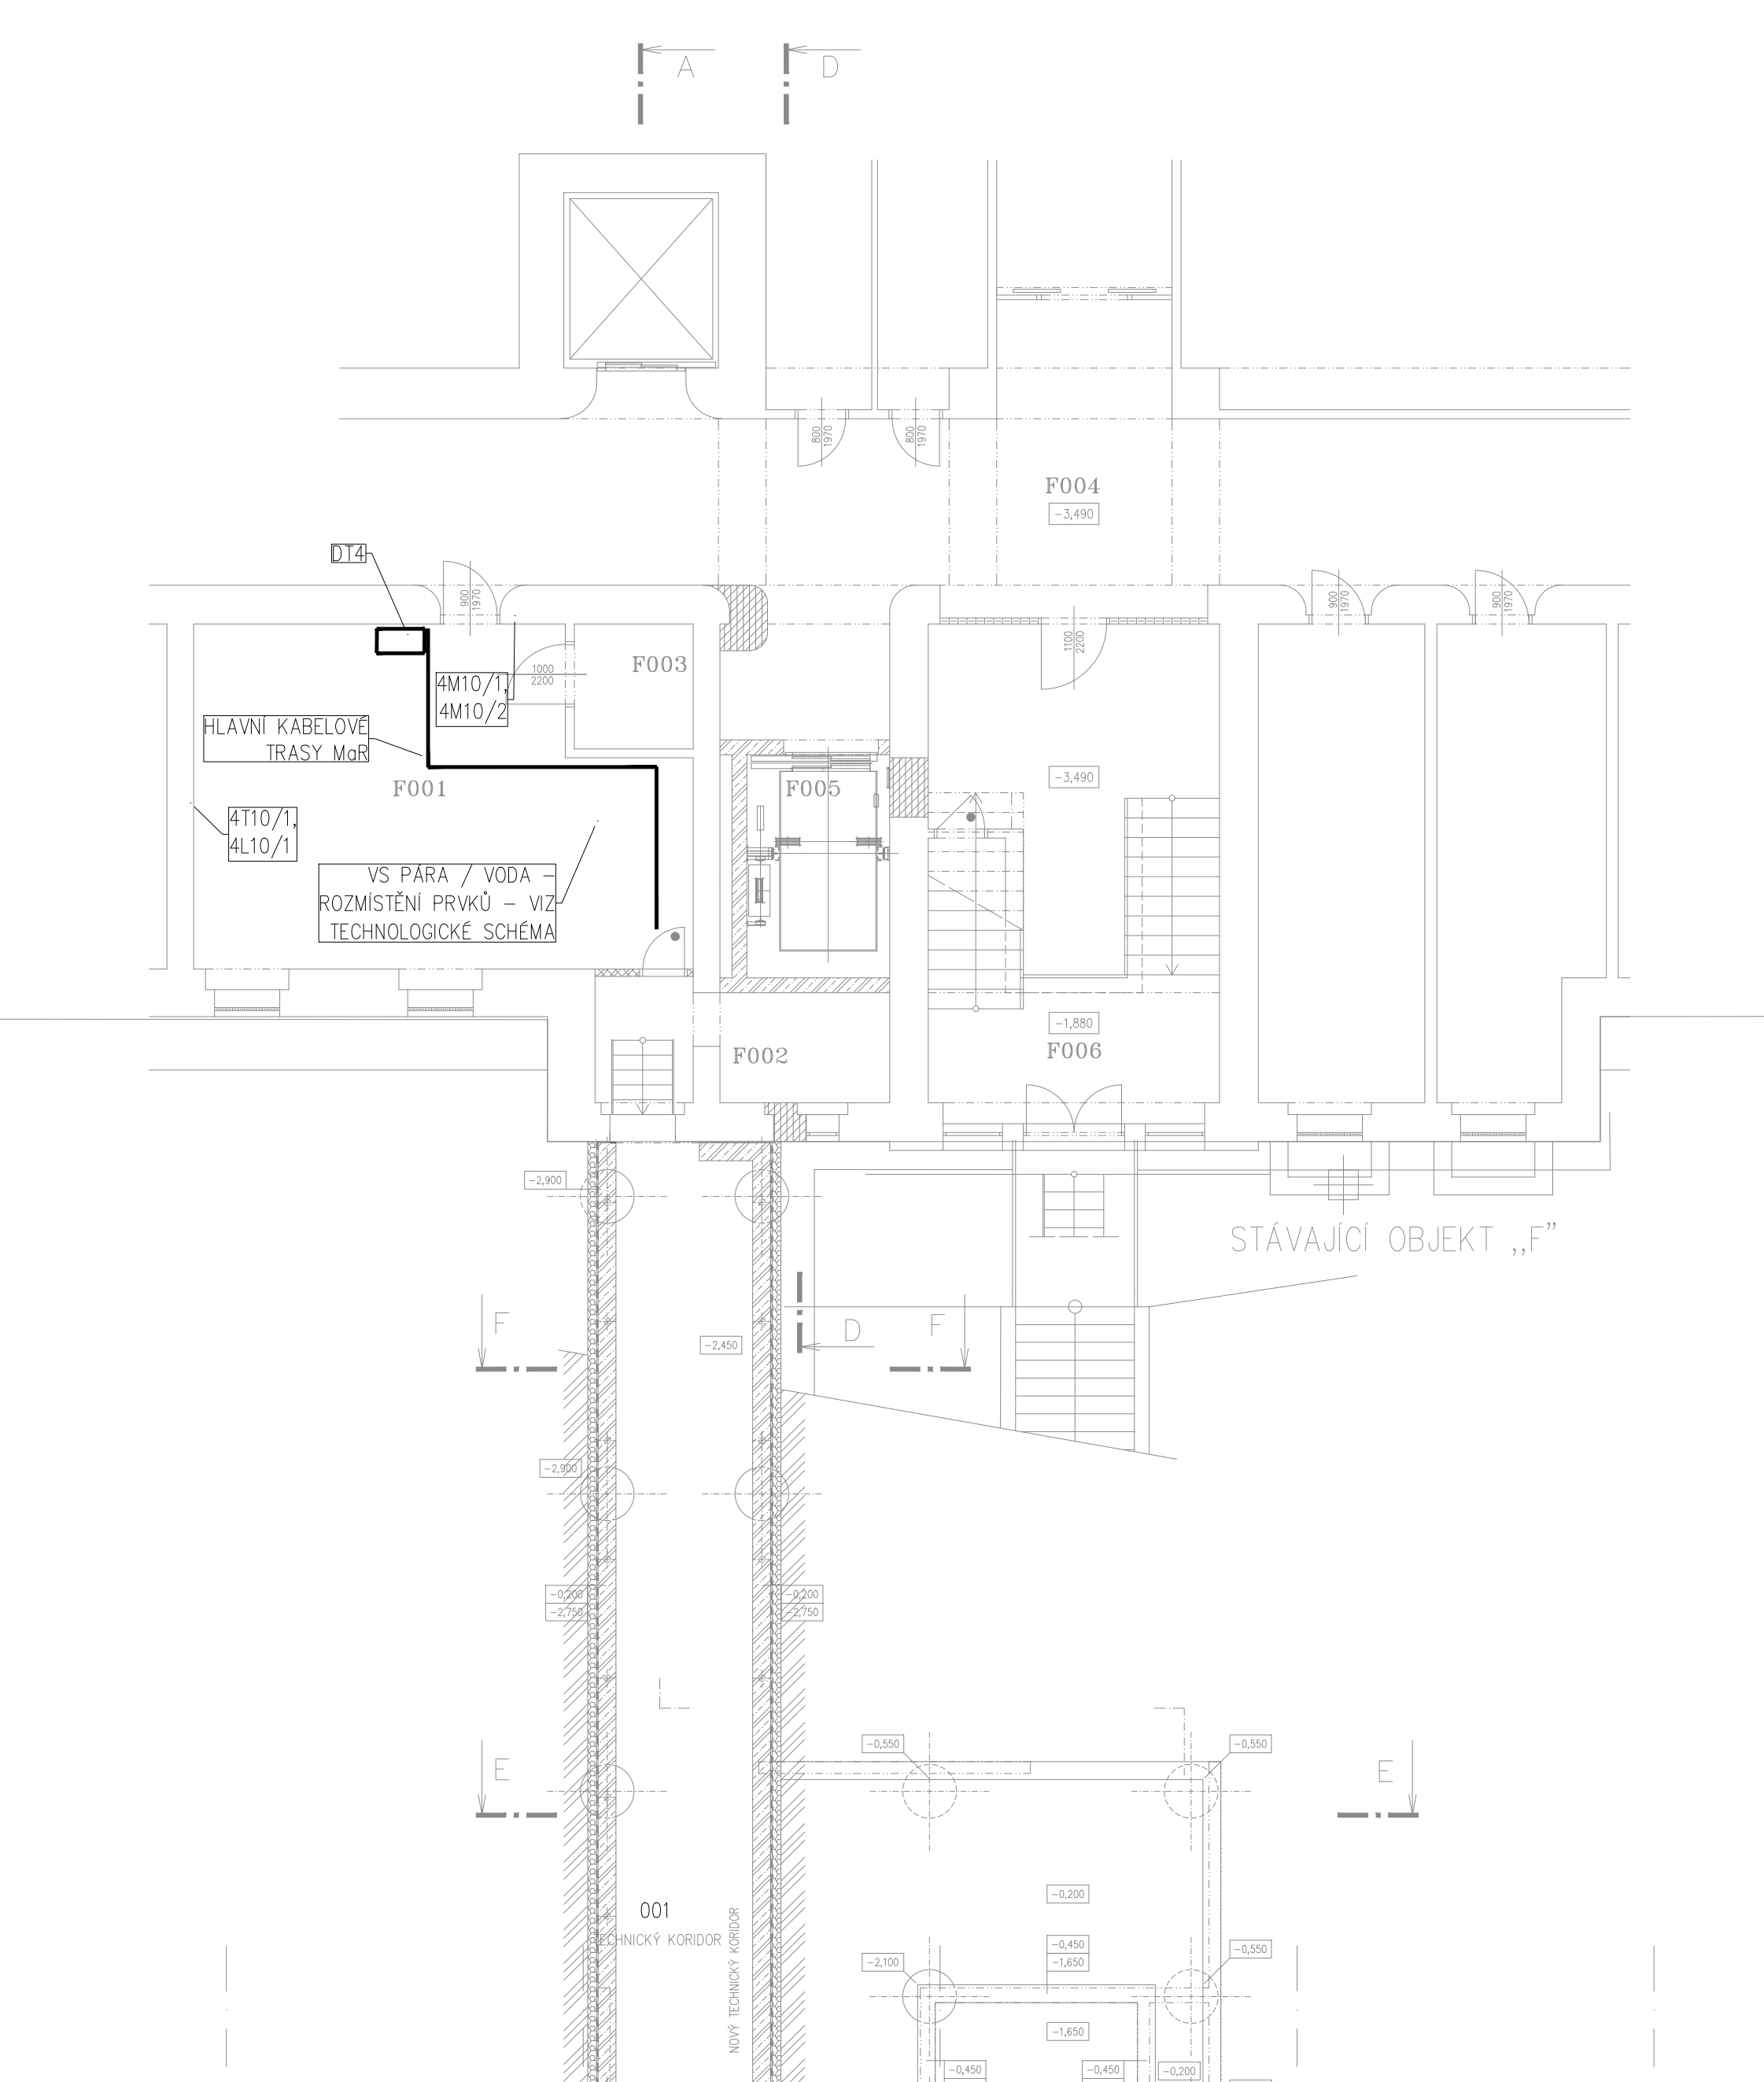 A
D
800
1970
800
1970
F004
-3,490
DT4
900
1970
900
1970
900
1970
1100
2200
F003
1000
2200
4M10/1,
4M10/2
HLAVNÍ KABELOVÉ
TRASY MaR
F001
F005
-3,490
4T10/1,
4L10/1
VS PÁRA / VODA –
ROZMÍSTĚNÍ PRVKŮ – VIZ
TECHNOLOGICKÉ SCHÉMA
-1,880
F006
F002
-2,900
STÁVAJÍCÍ OBJEKT ,,F”
F
D
F
-2,450
-2,900
-0,200
-2,750
-0,200
-2,750
-0,550
-0,550
E
E
-0,200
001
ECHNICKÝ KORIDOR
NOVÝ TECHNICKÝ KORIDOR
-0,450
-1,650
-0,550
-2,100
-1,650
-0,450
-0,450
-0,200